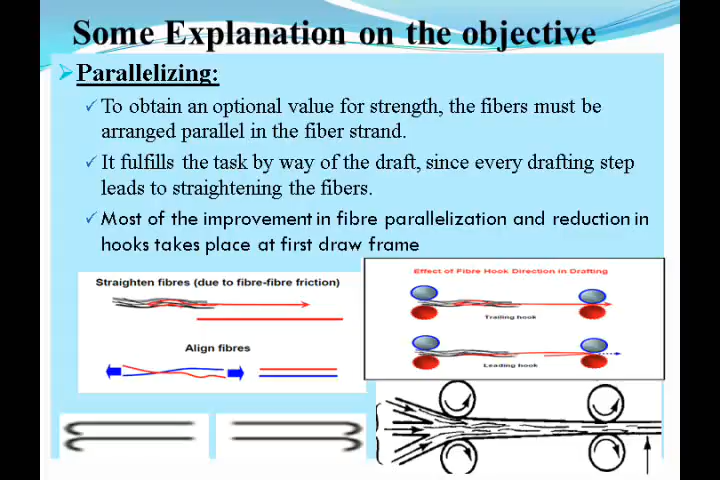 Some Explanation on the objective
Parallelizing:
To obtain an optional value for strength, the fibers must be
arranged parallel in the fiber strand.
It fulfills the task by way of the draft, since every drafting step
leads to straightening the fibers.
Most of the improvement in fibre parallelization and reduction in
hooks takes place at first draw frame
Straighten fibres (due to fibre-fibre friction)
Align fibres
Effect of Fibre Hook Direction in Drafting
Trailing hook
Leading hook